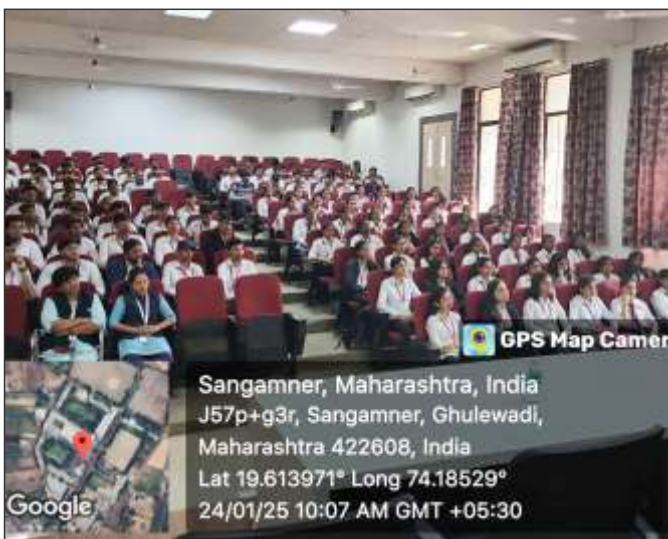 GPS Map Camer
Sangamner, Maharashtra, India
J57p+g3r, Sangamner, Ghulewadi,
Maharashtra 422608, India
Lat 19.613971° Long 74.18529°
24/01/25 10:07 AM GMT +05:30
Google